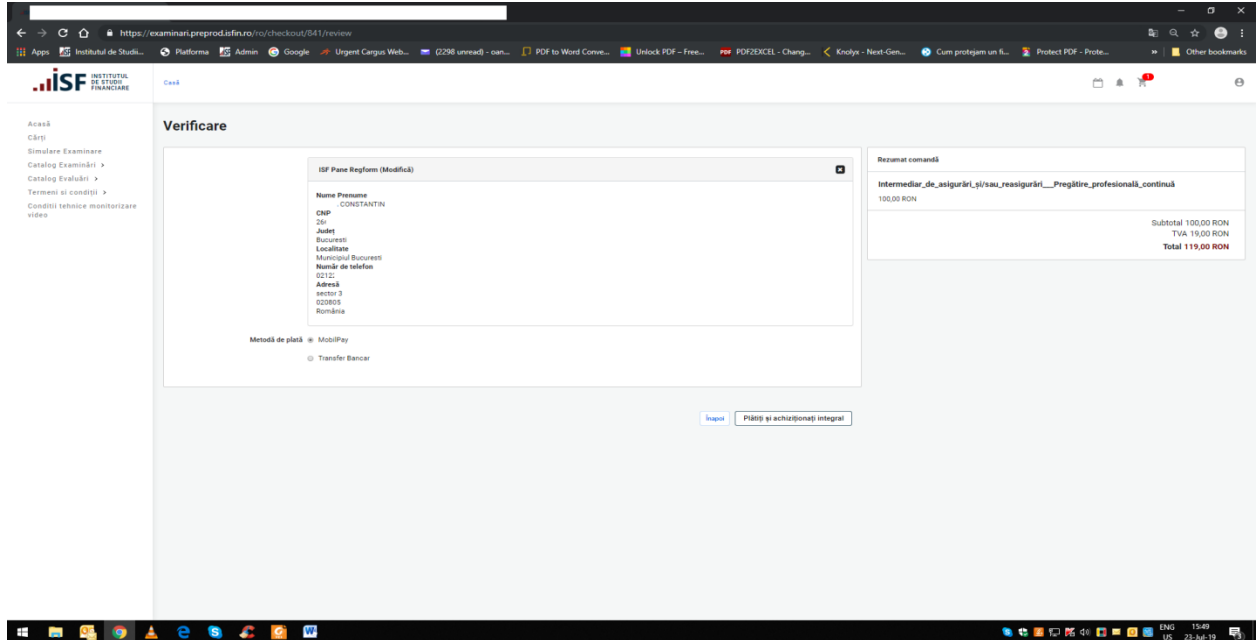 https://examinari.preprod.isfin.ro/ro/checkout/841/review
Apps
Institutul de Studii...
Platforma
Admin
Google
Urgent Cargus Web...
(2298 unread) - oan...
PDF to Word Conve...
Unlock PDF – Free...
PDF2EXCEL - Chang...
Knolyx - Next-Gen...
Cum protejam un fi...
Protect PDF - Prote...
»
Other bookmarks
ISF INSTITUTUL
DE STUDII
FINANCIARE
Casă
1
Acasă
Cărți
Simulare Examinare
Catalog Examinări >
Catalog Evaluări >
Termeni si condiții >
Conditii tehnice monitorizare
video
Verificare
ISF Pane Regform (Modifică)
Nume Prenume
. CONSTANTIN
CNP
Județ
Bucuresti
Localitate
Municipiul Bucuresti
Număr de telefon
Adresă
sector 3
020805
România
Metodă de plată
MobilPay
Transfer Bancar
Înapoi
Plătiți și achiziționați integral
Rezumat comandă
Intermediar_de_asigurări_și/sau_reasigurări__Pregătire_profesională_continuă
100,00 RON
Subtotal 100,00 RON
TVA 19,00 RON
Total 119,00 RON
ENG
US
15:49
23-Jul-19